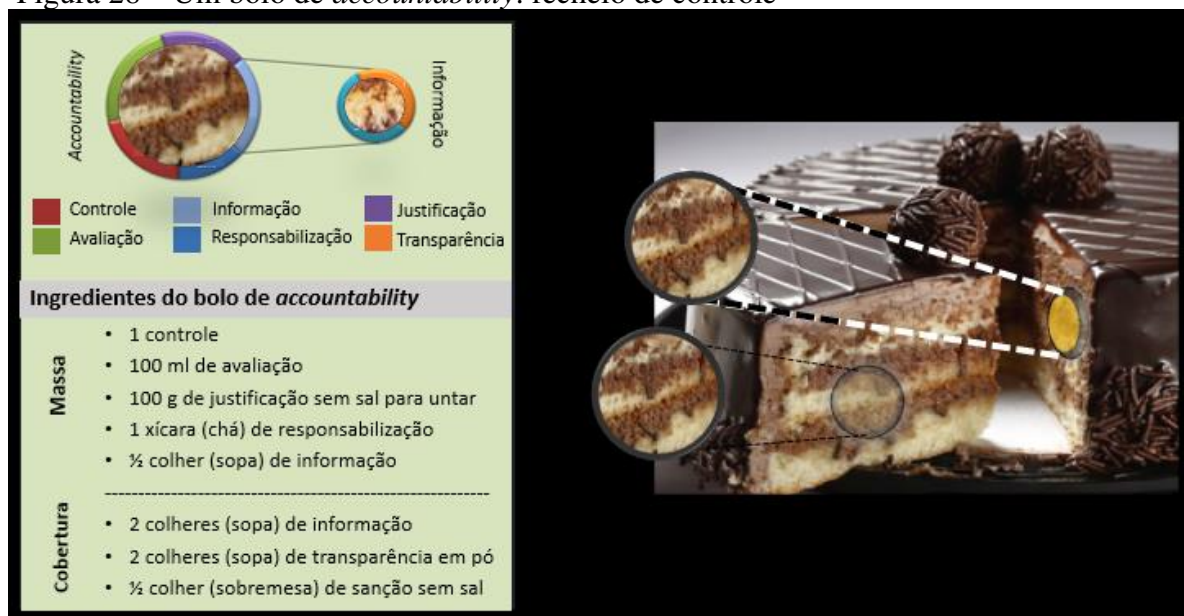 Figura 28 – Um bolo de accountability: recheio de controle
Accountability
Informação
Controle
Informação
Justificação
Avaliação
Responsabilização
Transparência
Ingredientes do bolo de accountability
Massa
• 1 controle
• 100 ml de avaliação
• 100 g de justificação sem sal para untar
• 1 xícara (chá) de responsabilização
• ½ colher (sopa) de informação
Cobertura
• 2 colheres (sopa) de informação
• 2 colheres (sopa) de transparência em pó
• ½ colher (sobremesa) de sanção sem sal